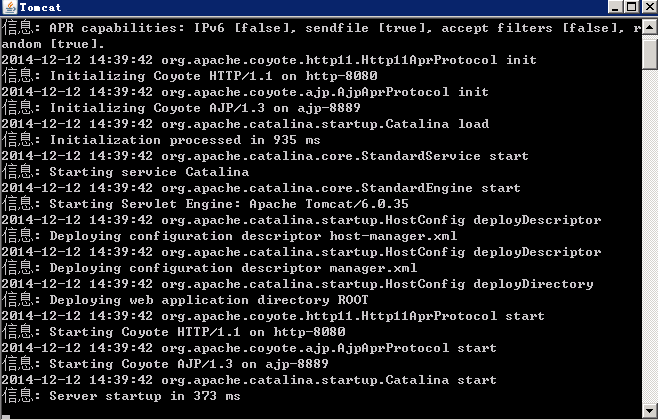 Tomcat
信息: APR capabilities: IPv6 [false], sendfile [true], accept filters [false], r
andom [true].
2014-12-12 14:39:42 org.apache.coyote.http11.Http11AprProtocol init
信息: Initializing Coyote HTTP/1.1 on http-8080
2014-12-12 14:39:42 org.apache.coyote.ajp.AjpAprProtocol init
信息: Initializing Coyote AJP/1.3 on ajp-8889
2014-12-12 14:39:42 org.apache.catalina.startup.Catalina load
信息: Initialization processed in 935 ms
2014-12-12 14:39:42 org.apache.catalina.core.StandardService start
信息: Starting service Catalina
2014-12-12 14:39:42 org.apache.catalina.core.StandardEngine start
信息: Starting Servlet Engine: Apache Tomcat/6.0.35
2014-12-12 14:39:42 org.apache.catalina.startup.HostConfig deployDescriptor
信息: Deploying configuration descriptor host-manager.xml
2014-12-12 14:39:42 org.apache.catalina.startup.HostConfig deployDescriptor
信息: Deploying configuration descriptor manager.xml
2014-12-12 14:39:42 org.apache.catalina.startup.HostConfig deployDirectory
信息: Deploying web application directory ROOT
2014-12-12 14:39:42 org.apache.coyote.http11.Http11AprProtocol start
信息: Starting Coyote HTTP/1.1 on http-8080
2014-12-12 14:39:42 org.apache.coyote.ajp.AjpAprProtocol start
信息: Starting Coyote AJP/1.3 on ajp-8889
2014-12-12 14:39:42 org.apache.catalina.startup.Catalina start
信息: Server startup in 373 ms